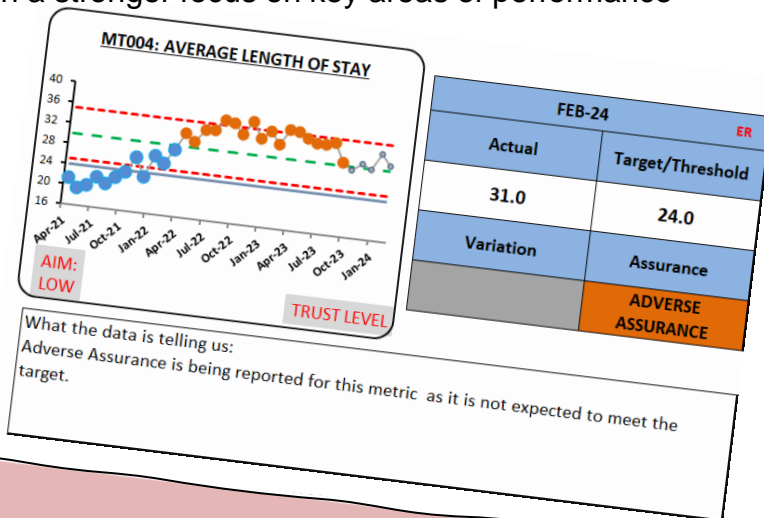 a stronger focus on key areas of performance
MT004: AVERAGE LENGTH OF STAY
40
36
32
28
24
20
16
Apr-21
Jul-21
Oct-21
Jan-22
Apr-22
Jul-22
Oct-22
Jan-23
Apr-23
Jul-23
Oct-23
Jan-24
AIM:
LOW
TRUST LEVEL
FEB-24
ER
Actual
Target/Threshold
31.0
24.0
Variation
Assurance
ADVERSE
ASSURANCE
What the data is telling us:
Adverse Assurance is being reported for this metric as it is not expected to meet the
target.